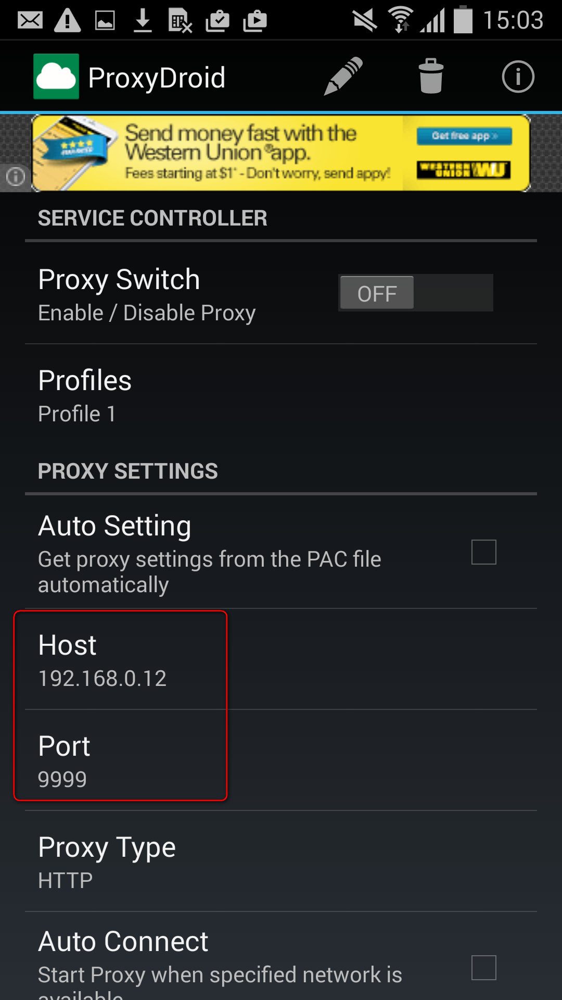 15:03
ProxyDroid
Send money fast with the
Western Union® app.
Fees starting at $1* - Don't worry, send appy!
Get free app »
WESTERN
UNION WU
SERVICE CONTROLLER
Proxy Switch
Enable / Disable Proxy
OFF
Profiles
Profile 1
PROXY SETTINGS
Auto Setting
Get proxy settings from the PAC file
automatically
Host
192.168.0.12
Port
9999
Proxy Type
HTTP
Auto Connect
Start Proxy when specified network is
available